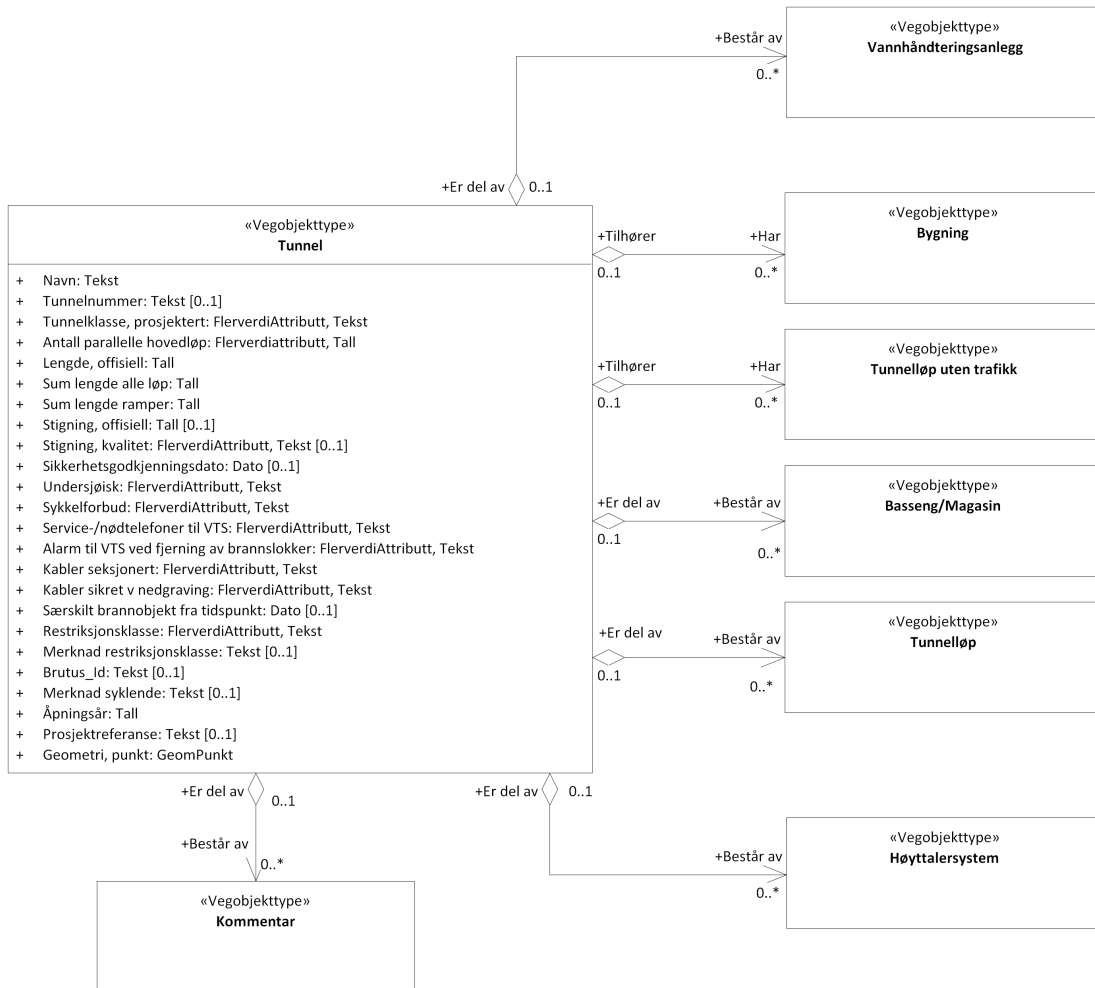 «Vegobjekttype»
Vannhåndteringsanlegg
+Består av
0..*
+Er del av
0..1
«Vegobjekttype»
Tunnel
+ Navn: Tekst
+ Tunnelnummer: Tekst [0..1]
+ Tunnelklasse, prosjektert: FlerverdiAttributt, Tekst
+ Antall parallelle hovedløp: Flerverdiattributt, Tall
+ Lengde, offisiell: Tall
+ Sum lengde alle løp: Tall
+ Sum lengde ramper: Tall
+ Stigning, offisiell: Tall [0..1]
+ Stigning, kvalitet: FlerverdiAttributt, Tekst [0..1]
+ Sikkerhetsgodkjenningsdato: Dato [0..1]
+ Undersjøisk: FlerverdiAttributt, Tekst
+ Sykkelforbud: FlerverdiAttributt, Tekst
+ Service-/nødtelefoner til VTS: FlerverdiAttributt, Tekst
+ Alarm til VTS ved fjerning av brannslokker: FlerverdiAttributt, Tekst
+ Kabler seksjonert: FlerverdiAttributt, Tekst
+ Kabler sikret v nedgraving: FlerverdiAttributt, Tekst
+ Særskilt brannobjekt fra tidspunkt: Dato [0..1]
+ Restriksjonsklasse: FlerverdiAttributt, Tekst
+ Merknad restriksjonsklasse: Tekst [0..1]
+ Brutus_Id: Tekst [0..1]
+ Merknad syklende: Tekst [0..1]
+ Åpningsår: Tall
+ Prosjektreferanse: Tekst [0..1]
+ Geometri, punkt: GeomPunkt
+Tilhører
0..1
+Har
0..*
«Vegobjekttype»
Bygning
+Tilhører
0..1
+Har
0..*
«Vegobjekttype»
Tunnelløp uten trafikk
+Er del av
0..1
+Består av
0..*
«Vegobjekttype»
Basseng/Magasin
+Er del av
0..1
+Består av
0..*
«Vegobjekttype»
Tunnelløp
+Er del av
0..1
+Består av
0..*
«Vegobjekttype»
Kommentar
+Er del av
0..1
+Består av
0..*
«Vegobjekttype»
Høyttalersystem